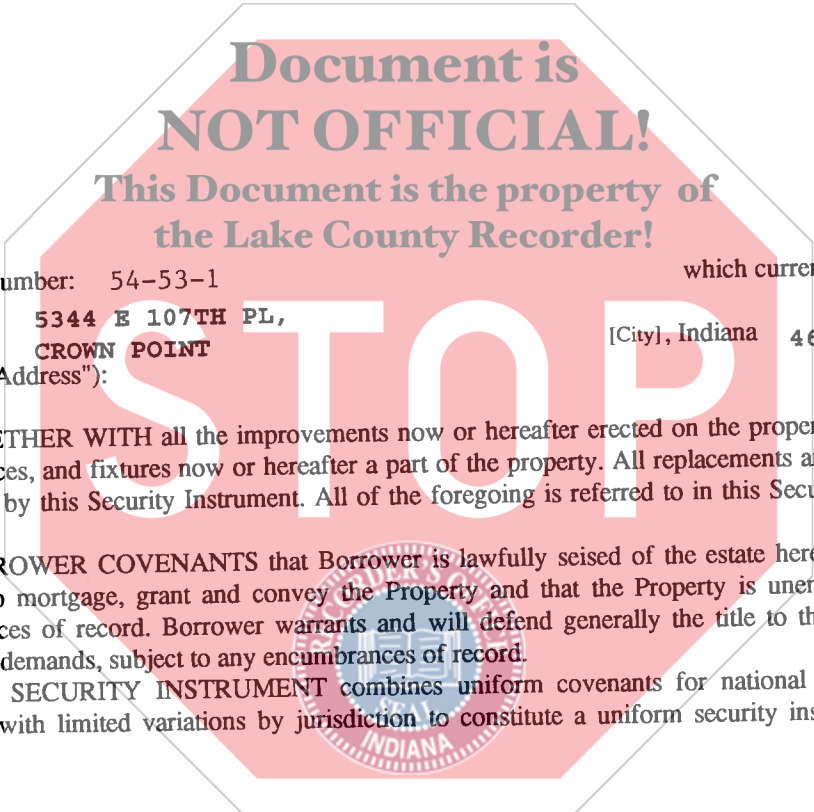 Document is
NOT OFFICIAL!
This Document is the property of
the Lake County Recorder!
STOP
umber: 54-53-1 which curren
5344 E 107TH PL,
CROWN POINT [City], Indiana 46
Address"):
ETHER WITH all the improvements now or hereafter erected on the proper
ces, and fixtures now or hereafter a part of the property. All replacements a
by this Security Instrument. All of the foregoing is referred to in this Secu
ROWER COVENANTS that Borrower is lawfully seised of the estate here
o mortgage, grant and convey the Property and that the Property is unen
ces of record. Borrower warrants and will defend generally the title to th
demands, subject to any encumbrances of record.
SECURITY INSTRUMENT combines uniform covenants for national
with limited variations by jurisdiction to constitute a uniform security ins
RECORDER'S OFFICE
SEAL
INDIANA